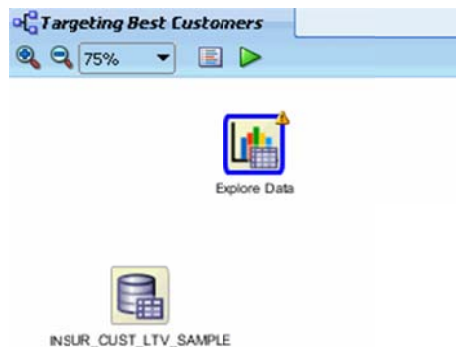 Targeting Best Customers
75%
Explore Data
INSUR_CUST_LTV_SAMPLE